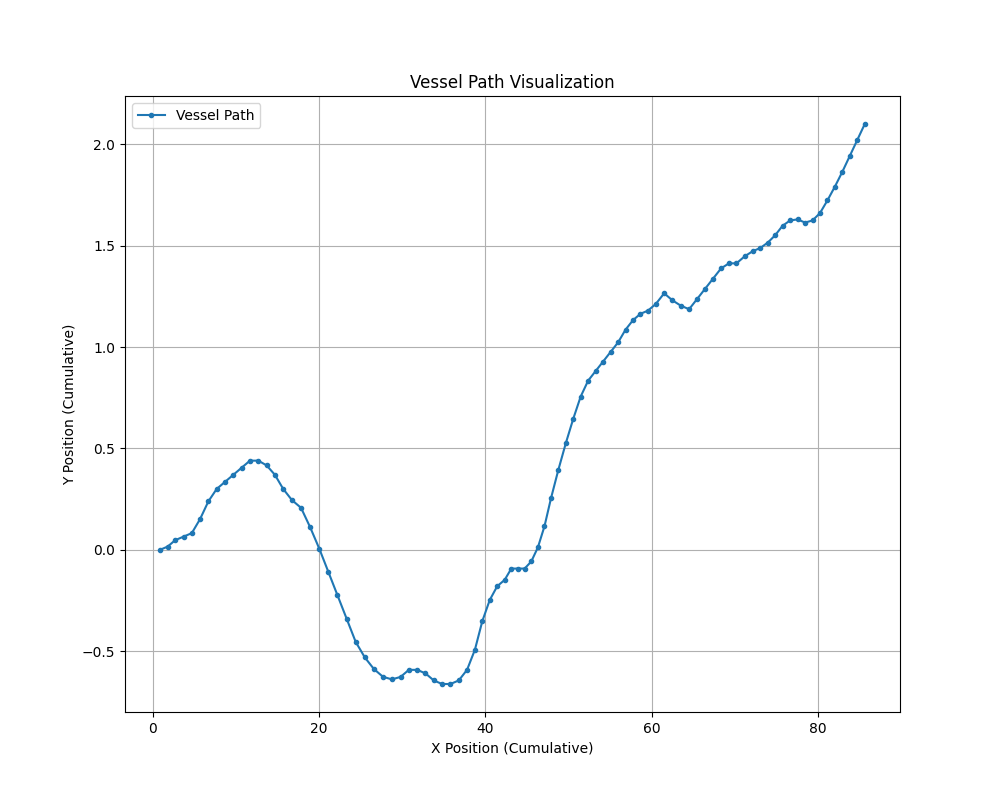 Vessel Path Visualization
Vessel Path
2.0
1.5
1.0
0.5
0.0
−0.5
Y Position (Cumulative)
0 20 40 60 80
X Position (Cumulative)